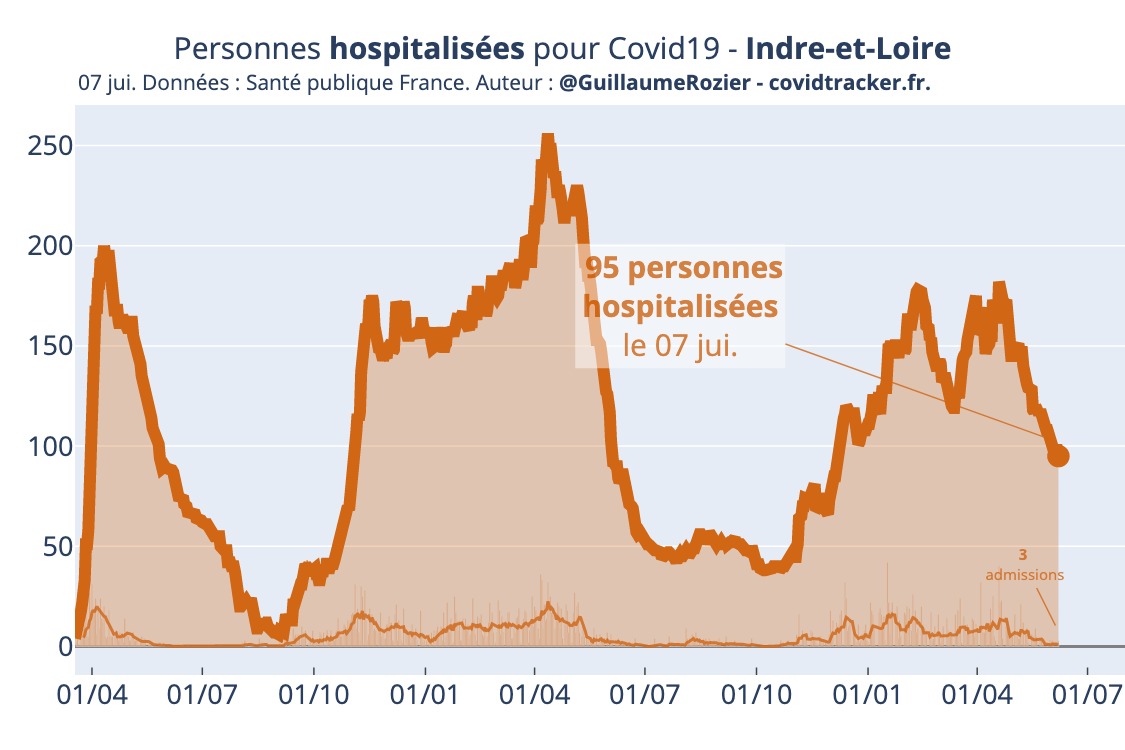 Personnes hospitalisées pour Covid19 - Indre-et-Loire
07 jui. Données : Santé publique France. Auteur : @GuillaumeRozier - covidtracker.fr.
250
200
150
100
50
0
95 personnes
hospitalisées
le 07 jui.
3
admissions
01/04 01/07 01/10 01/01 01/04 01/07 01/10 01/01 01/04 01/07